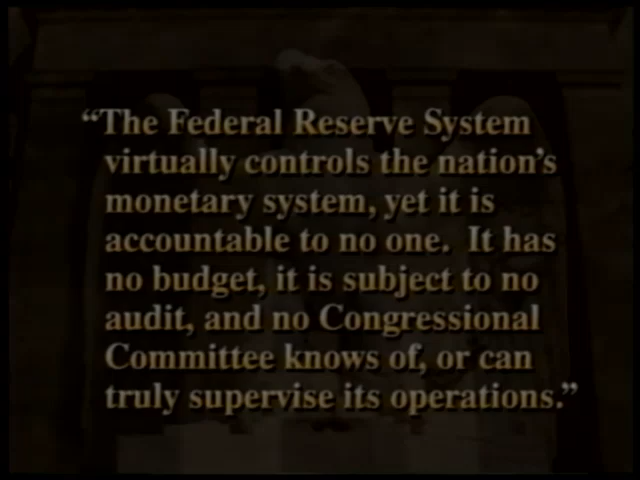 “The Federal Reserve System
virtually controls the nation’s
monetary system, yet it is
accountable to no one. It has
no budget, it is subject to no
audit, and no Congressional
Committee knows of, or can
truly supervise its operations.”